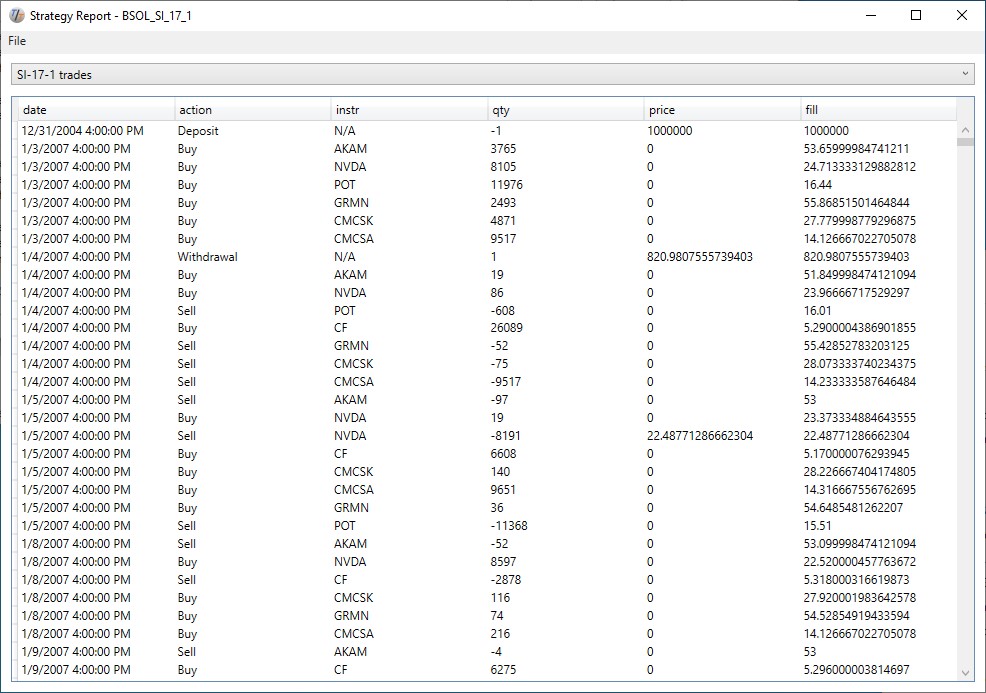 Strategy Report - BSOL_SI_17_1
File
SI-17-1 trades
date action instr qty price fill
12/31/2004 4:00:00 PM Deposit N/A -1 1000000 1000000
1/3/2007 4:00:00 PM Buy AKAM 3765 0 53.65999984741211
1/3/2007 4:00:00 PM Buy NVDA 8105 0 24.713333129882812
1/3/2007 4:00:00 PM Buy POT 11976 0 16.44
1/3/2007 4:00:00 PM Buy GRMN 2493 0 55.86851501464844
1/3/2007 4:00:00 PM Buy CMCSK 4871 0 27.779998779296875
1/3/2007 4:00:00 PM Buy CMCSA 9517 0 14.126667022705078
1/4/2007 4:00:00 PM Withdrawal N/A 1 820.9807555739403 820.9807555739403
1/4/2007 4:00:00 PM Buy AKAM 19 0 51.849998474121094
1/4/2007 4:00:00 PM Buy NVDA 86 0 23.96666717529297
1/4/2007 4:00:00 PM Sell POT -608 0 16.01
1/4/2007 4:00:00 PM Buy CF 26089 0 5.2900004386901855
1/4/2007 4:00:00 PM Sell GRMN -52 0 55.42852783203125
1/4/2007 4:00:00 PM Sell CMCSK -75 0 28.073333740234375
1/4/2007 4:00:00 PM Sell CMCSA -9517 0 14.233333587646484
1/5/2007 4:00:00 PM Sell AKAM -97 0 53
1/5/2007 4:00:00 PM Buy NVDA 19 0 23.373334884643555
1/5/2007 4:00:00 PM Sell NVDA -8191 22.48771286662304 22.48771286662304
1/5/2007 4:00:00 PM Buy CF 6608 0 5.170000076293945
1/5/2007 4:00:00 PM Buy CMCSK 140 0 28.226667404174805
1/5/2007 4:00:00 PM Buy CMCSA 9651 0 14.316667556762695
1/5/2007 4:00:00 PM Buy GRMN 36 0 54.6485481262207
1/5/2007 4:00:00 PM Sell POT -11368 0 15.51
1/8/2007 4:00:00 PM Sell AKAM -52 0 53.099998474121094
1/8/2007 4:00:00 PM Buy NVDA 8597 0 22.520000457763672
1/8/2007 4:00:00 PM Sell CF -2878 0 5.318000316619873
1/8/2007 4:00:00 PM Buy CMCSK 116 0 27.920001983642578
1/8/2007 4:00:00 PM Buy GRMN 74 0 54.52854919433594
1/8/2007 4:00:00 PM Buy CMCSA 216 0 14.126667022705078
1/9/2007 4:00:00 PM Sell AKAM -4 0 53
1/9/2007 4:00:00 PM Buy CF 6275 0 5.296000003814697